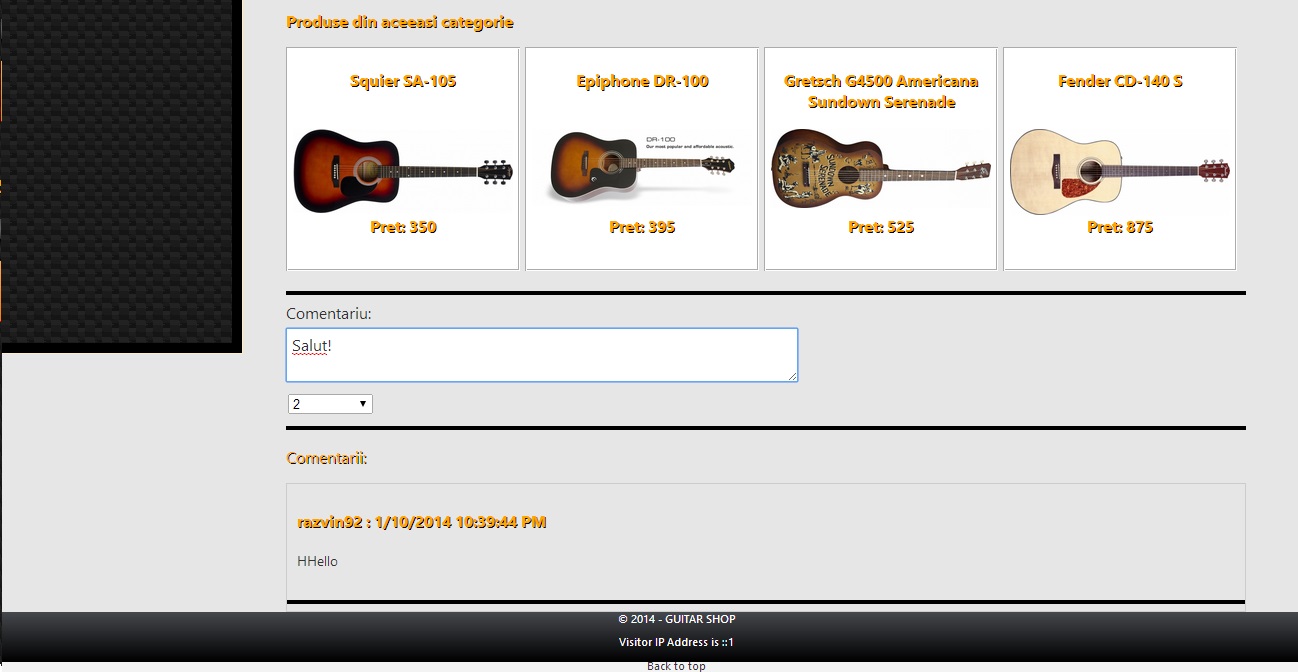 Produse din aceeasi categorie
Squier SA-105
Epiphone DR-100
Gretsch G4500 Americana
Sundown Serenade
Fender CD-140 S
DR-100
Our most popular and affordable acoustic.
SUNDOWN
SERENADE
Pret: 350
Pret: 395
Pret: 525
Pret: 875
Comentariu:
Salut!
2
Comentarii:
razvin92 : 1/10/2014 10:39:44 PM
HHello
© 2014 - GUITAR SHOP
Visitor IP Address is ::1
Back to top